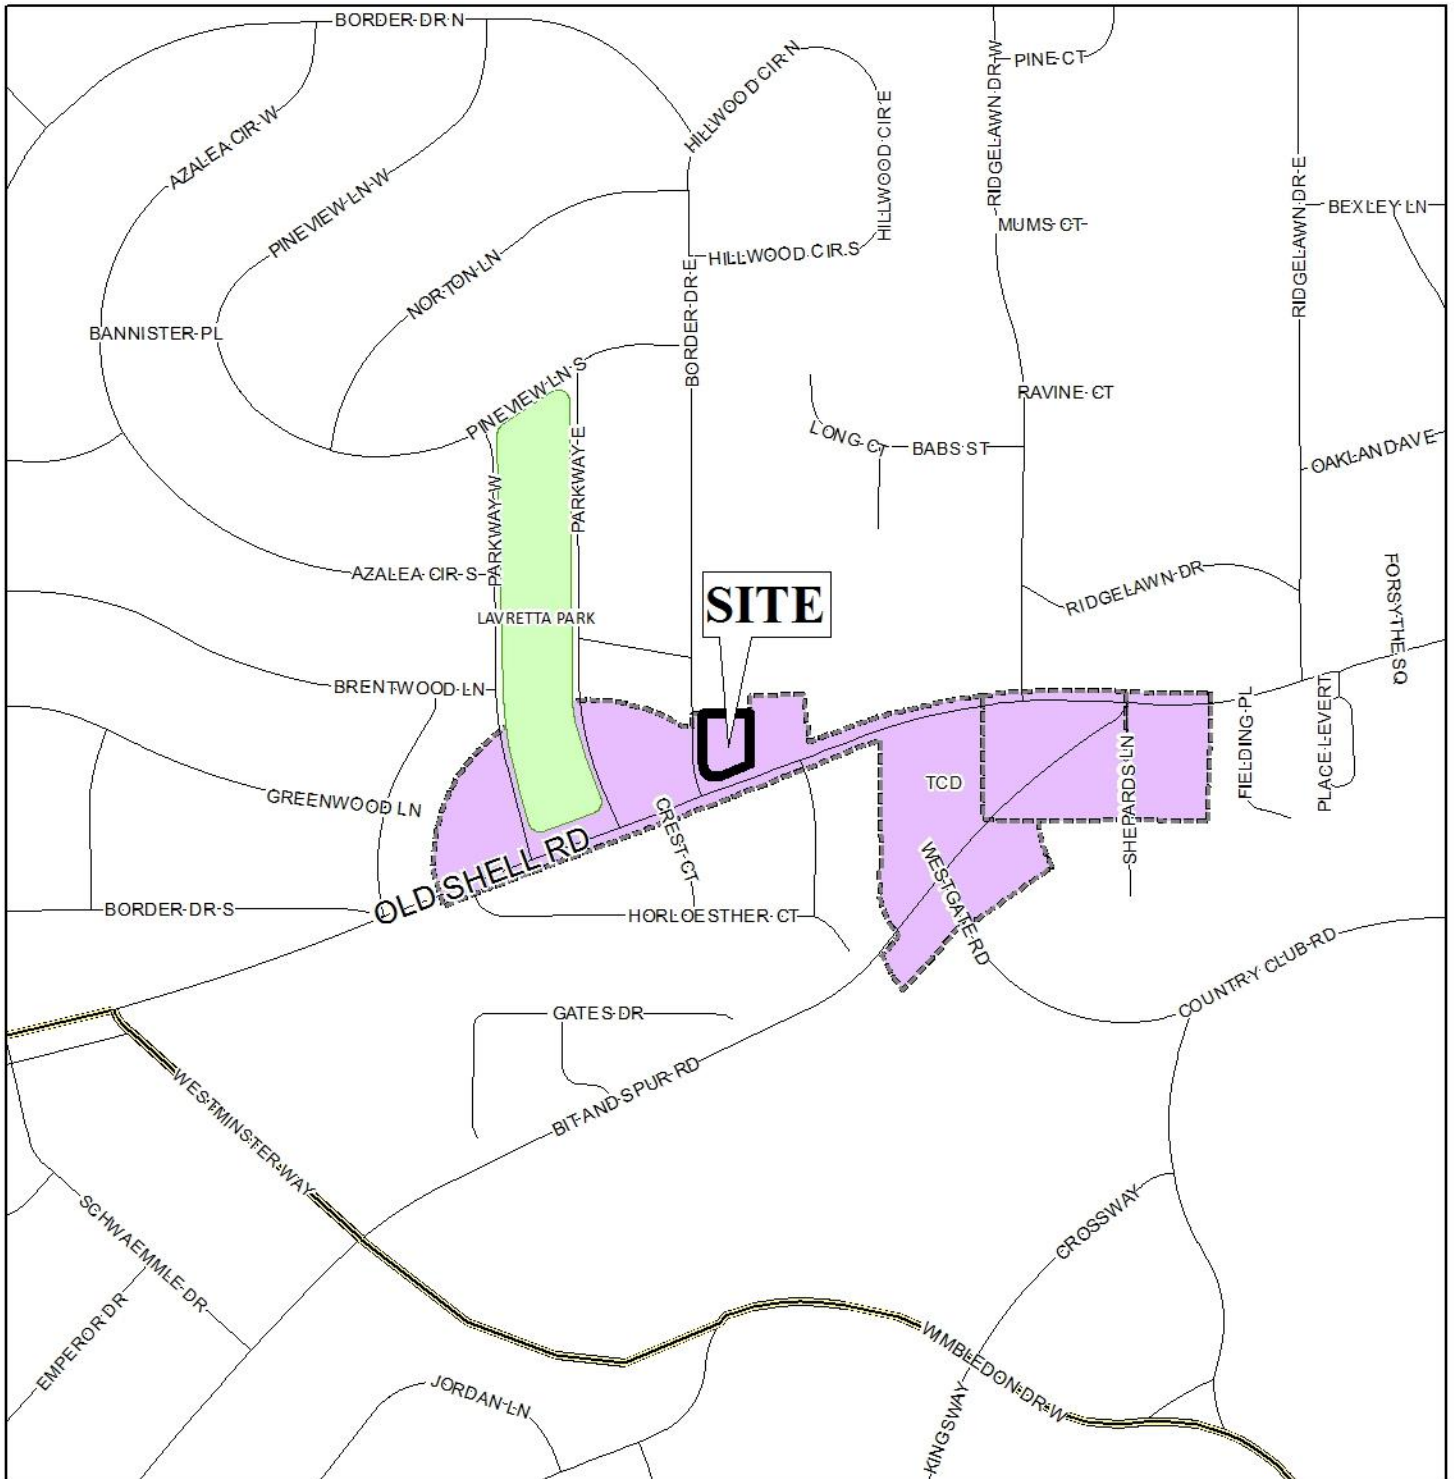 BORDER DR N
PINE CT
HILLWOOD CIR N
RIDGELAWN DR W
HILLWOOD CIR E
AZALEA CIR W
PINEVIEW LN W
RIDGELAWN DR E
BEXLEY LN
MUMS CT
HILLWOOD CIR S
NORTON LN
BORDER DR E
BANNISTER PL
PINEVIEW LN S
RAVINE CT
LONG CT
BABS ST
OAKLAND AVE
PARKWAY W
PARKWAY E
AZALEA CIR S
RIDGELAWN DR
FORSYTHE SQ
SITE
LAVRETTA PARK
BRENTWOOD LN
FIELDING PL
PLACE LEVERT
SHEPARDS LN
TCD
GREENWOOD LN
CREST CT
OLD SHELL RD
WESTGATE RD
BORDER DR S
HORLOESTHER CT
COUNTRY CLUB RD
GATES DR
BIT AND SPUR RD
WESTMINSTER WAY
SCHWAEMMLE DR
CROSSWAY
EMPEROR DR
WIMBLEDON DR W
JORDAN LN
KINGSWAY